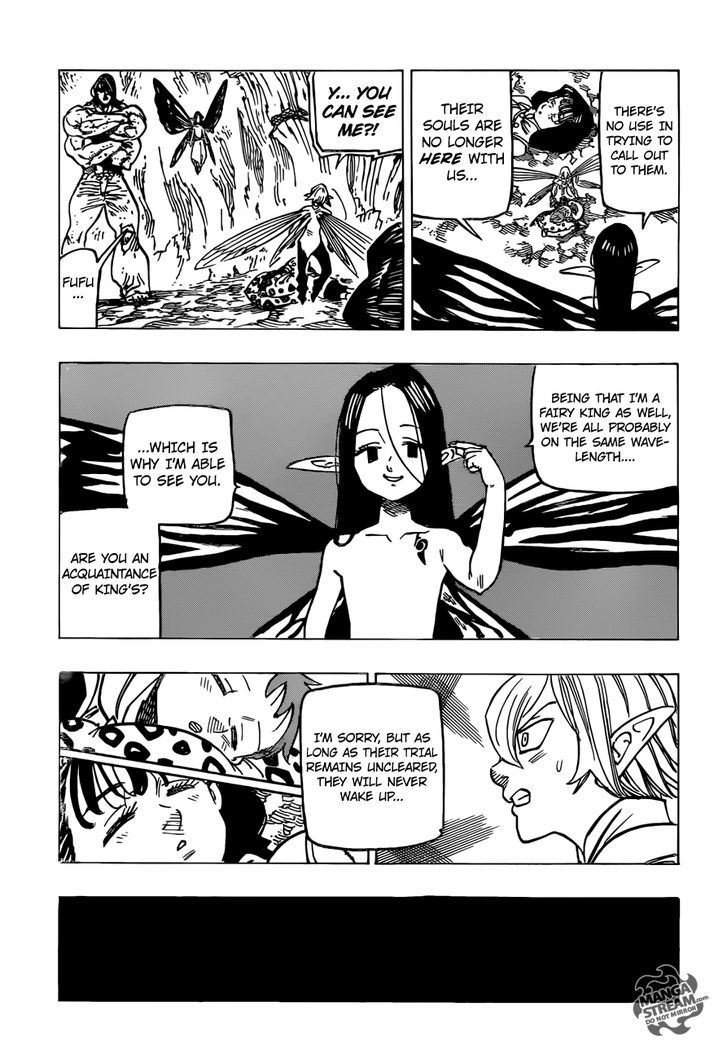 THERE'S
NO USE IN
TRYING TO
CALL OUT
TO THEM.
THEIR
SOULS ARE
NO LONGER
HERE WITH
US...
Y... YOU
CAN SEE
ME?!
FUFU
...
BEING THAT I'M A
FAIRY KING AS WELL,
WE'RE ALL PROBABLY
ON THE SAME WAVE-
LENGTH....
...WHICH IS
WHY I'M ABLE
TO SEE YOU.
ARE YOU AN
ACQUAINTANCE
OF KING'S?
I'M SORRY, BUT AS
LONG AS THEIR TRIAL
REMAINS UNCLEARED,
THEY WILL NEVER
WAKE UP...
MANGA
STREAM.com
DO NOT MIRROR